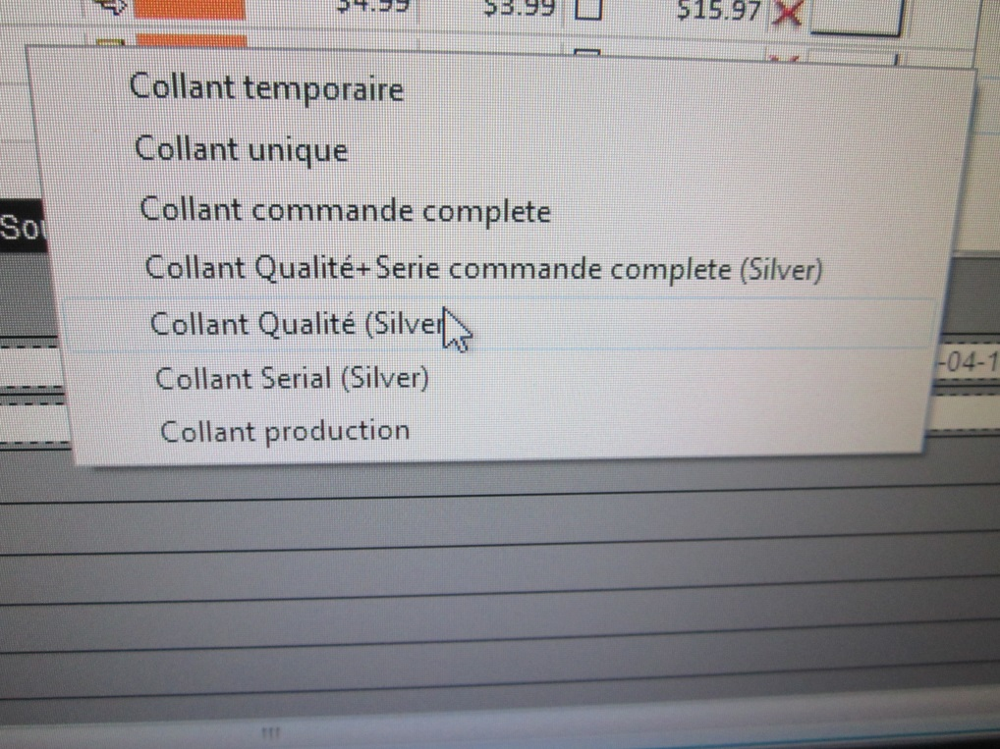 $4.99 $3.99 $15.97
Collant temporaire
Collant unique
Collant commande complete
Collant Qualité+Serie commande complete (Silver)
Collant Qualité (Silver
Collant Serial (Silver)
-04-1
Collant production